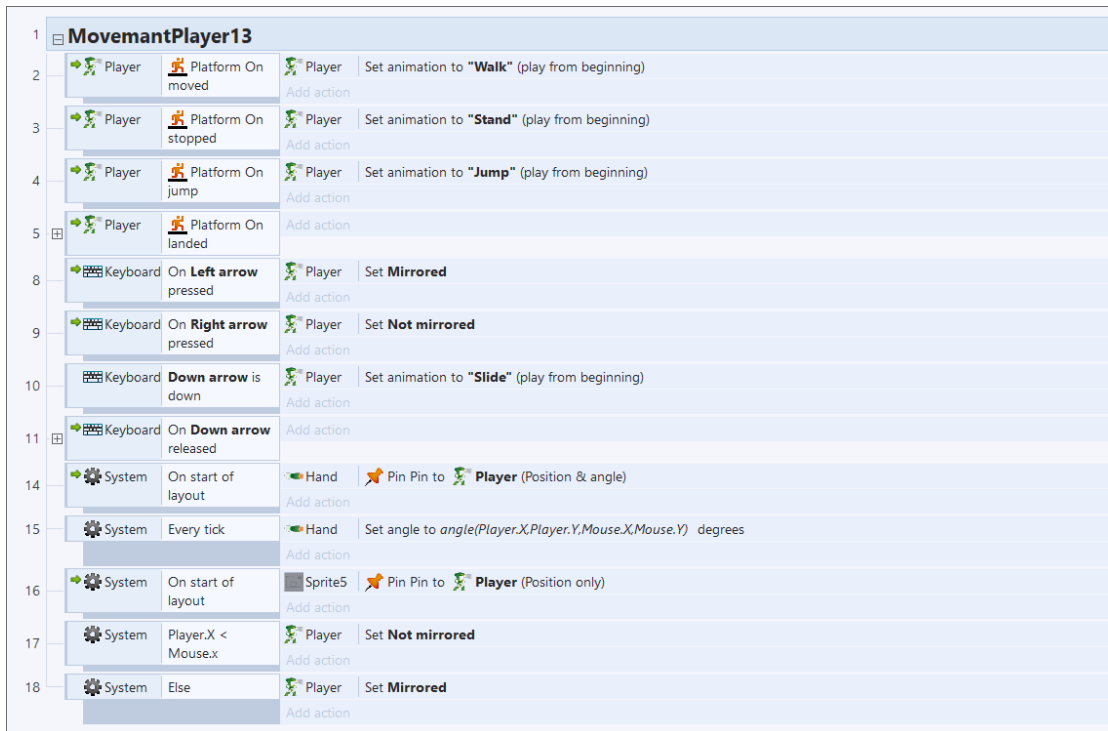 1 MovemantPlayer13
2 Player Platform On moved Player Set animation to "Walk" (play from beginning)
Add action
3 Player Platform On stopped Player Set animation to "Stand" (play from beginning)
Add action
4 Player Platform On jump Player Set animation to "Jump" (play from beginning)
Add action
5 Player Platform On landed Add action
8 Keyboard On Left arrow pressed Player Set Mirrored
Add action
9 Keyboard On Right arrow pressed Player Set Not mirrored
Add action
10 Keyboard Down arrow is down Player Set animation to "Slide" (play from beginning)
Add action
11 Keyboard On Down arrow released Add action
14 System On start of layout Hand Pin Pin to Player (Position & angle)
Add action
15 System Every tick Hand Set angle to angle(Player.X,Player.Y,Mouse.X,Mouse.Y) degrees
Add action
16 System On start of layout Sprite5 Pin Pin to Player (Position only)
Add action
17 System Player.X < Mouse.x Player Set Not mirrored
Add action
18 System Else Player Set Mirrored
Add action